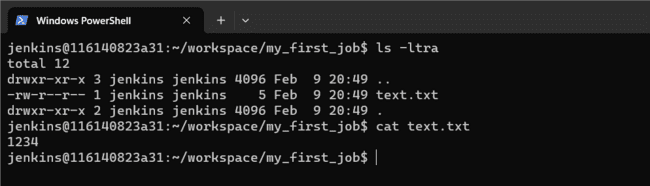 Windows PowerShell
jenkins@116140823a31:~/workspace/my_first_job$ ls -ltra
total 12
drwxr-xr-x 3 jenkins jenkins 4096 Feb  9 20:49 ..
-rw-r--r-- 1 jenkins jenkins    5 Feb  9 20:49 text.txt
drwxr-xr-x 2 jenkins jenkins 4096 Feb  9 20:49 .
jenkins@116140823a31:~/workspace/my_first_job$ cat text.txt
1234
jenkins@116140823a31:~/workspace/my_first_job$